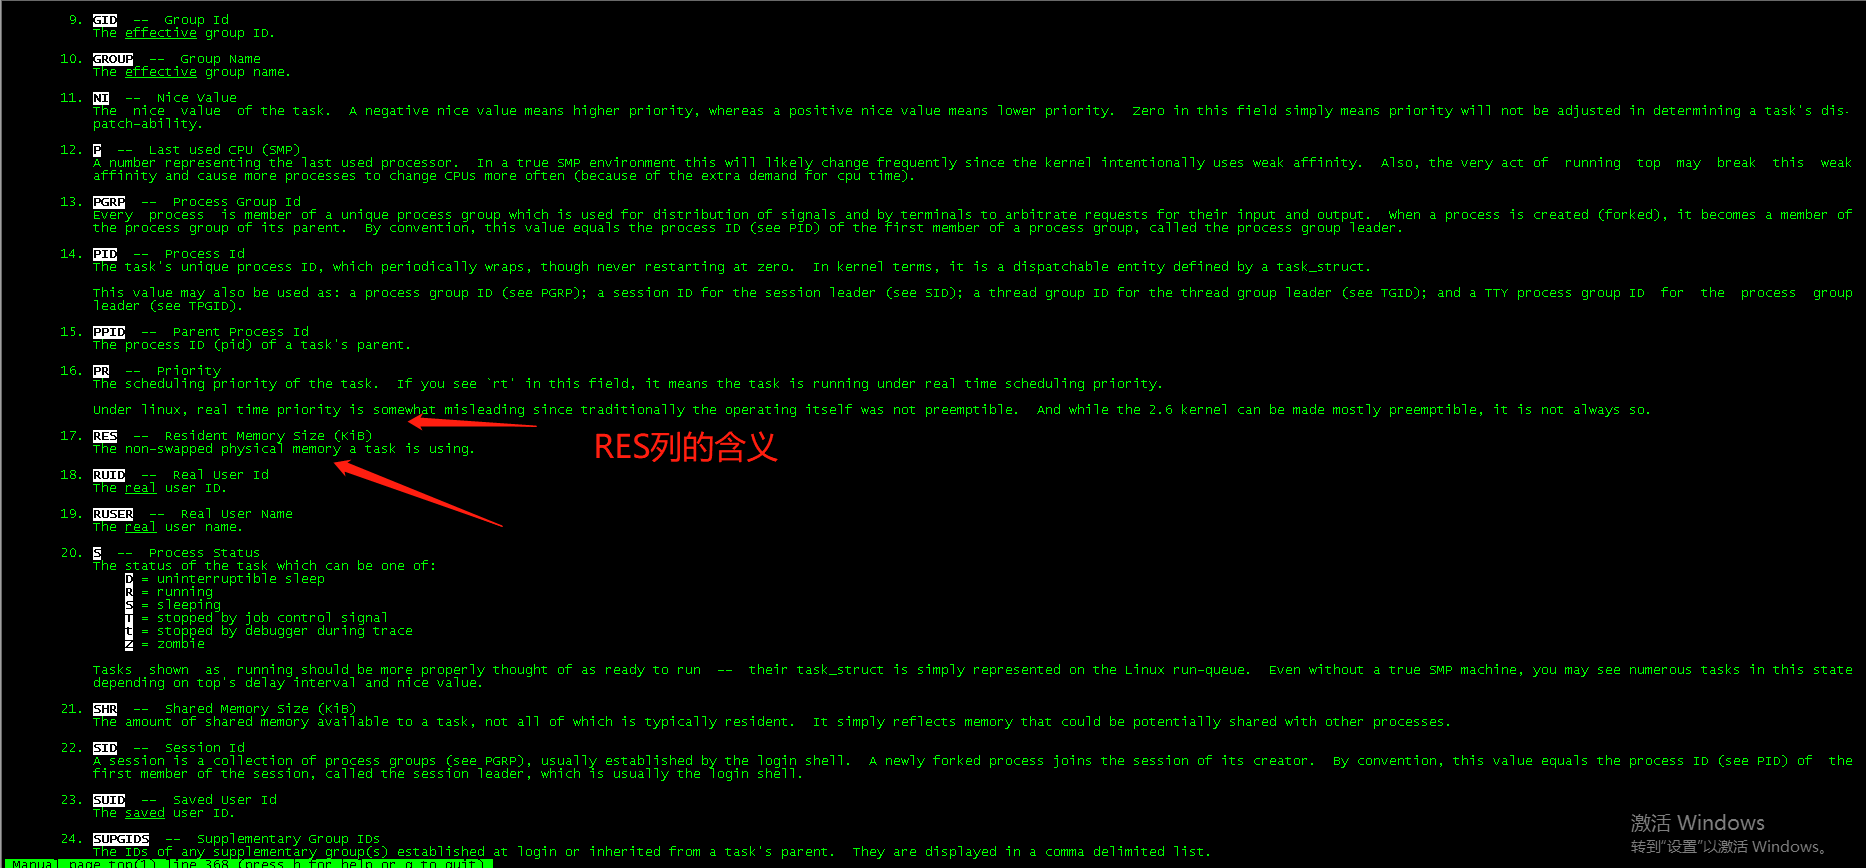 9. GID -- Group Id
The effective group ID.
10. GROUP -- Group Name
The effective group name.
11. NI -- Nice Value
The nice value of the task. A negative nice value means higher priority, whereas a positive nice value means lower priority. Zero in this field simply means priority will not be adjusted in determining a task's dis-
patch-ability.
12. P -- Last used CPU (SMP)
A number representing the last used processor. In a true SMP environment this will likely change frequently since the kernel intentionally uses weak affinity. Also, the very act of running top may break this weak
affinity and cause more processes to change CPUs more often (because of the extra demand for cpu time).
13. PGRP -- Process Group Id
Every process is member of a unique process group which is used for distribution of signals and by terminals to arbitrate requests for their input and output. When a process is created (forked), it becomes a member of
the process group of its parent. By convention, this value equals the process ID (see PID) of the first member of a process group, called the process group leader.
14. PID -- Process Id
The task's unique process ID, which periodically wraps, though never restarting at zero. In kernel terms, it is a dispatchable entity defined by a task_struct.
This value may also be used as: a process group ID (see PGRP); a session ID for the session leader (see SID); a thread group ID for the thread group leader (see TGID); and a TTY process group ID for the process group
leader (see TPGID).
15. PPID -- Parent Process Id
The process ID (pid) of a task's parent.
16. PR -- Priority
The scheduling priority of the task. If you see `rt' in this field, it means the task is running under real time scheduling priority.
Under linux, real time priority is somewhat misleading since traditionally the operating itself was not preemptible. And while the 2.6 kernel can be made mostly preemptible, it is not always so.
17. RES -- Resident Memory Size (KiB)
The non-swapped physical memory a task is using.
RES列的含义
18. RUID -- Real User Id
The real user ID.
19. RUSER -- Real User Name
The real user name.
20. S -- Process Status
The status of the task which can be one of:
D = uninterruptible sleep
R = running
S = sleeping
T = stopped by job control signal
t = stopped by debugger during trace
Z = zombie
Tasks shown as running should be more properly thought of as ready to run -- their task_struct is simply represented on the Linux run-queue. Even without a true SMP machine, you may see numerous tasks in this state
depending on top's delay interval and nice value.
21. SHR -- Shared Memory Size (KiB)
The amount of shared memory available to a task, not all of which is typically resident. It simply reflects memory that could be potentially shared with other processes.
22. SID -- Session Id
A session is a collection of process groups (see PGRP), usually established by the login shell. A newly forked process joins the session of its creator. By convention, this value equals the process ID (see PID) of the
first member of the session, called the session leader, which is usually the login shell.
23. SUID -- Saved User Id
The saved user ID.
24. SUPGIDS -- Supplementary Group IDs
The IDs of any supplementary group(s) established at login or inherited from a task's parent. They are displayed in a comma delimited list.
Manual page top(1) line 368 (press h for help or q to quit)
激活 Windows
转到“设置”以激活 Windows。